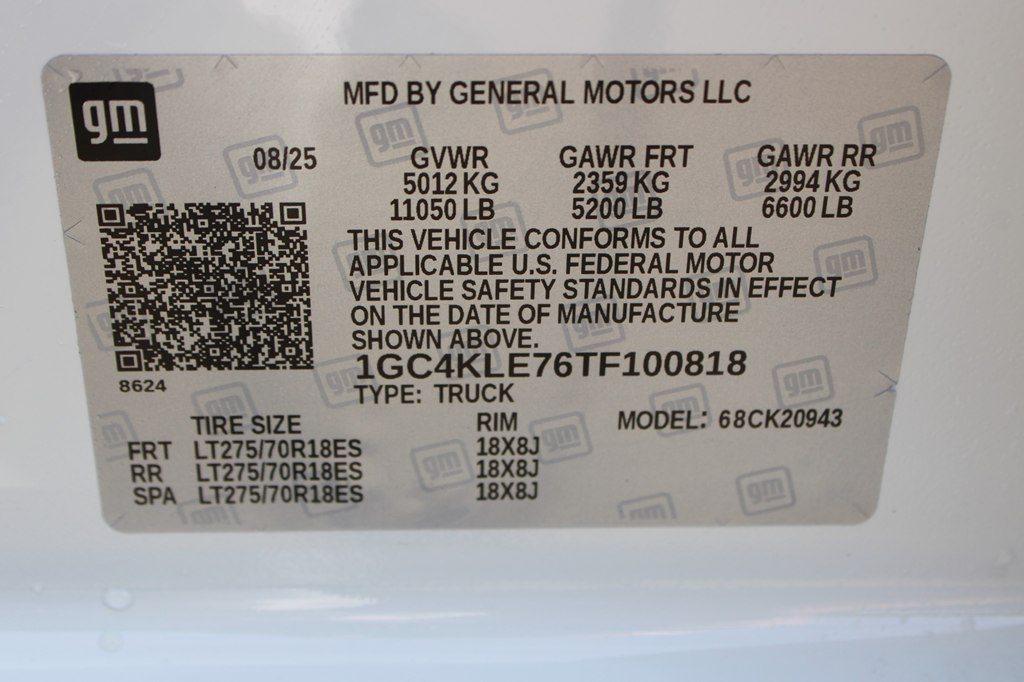 gm
MFD BY GENERAL MOTORS LLC
08/25 GVWR GAWR FRT GAWR RR
5012 KG 2359 KG 2994 KG
11050 LB 5200 LB 6600 LB
THIS VEHICLE CONFORMS TO ALL
APPLICABLE U.S. FEDERAL MOTOR
VEHICLE SAFETY STANDARDS IN EFFECT
ON THE DATE OF MANUFACTURE
SHOWN ABOVE.
1GC4KLE76TF100818
8624
TYPE: TRUCK
TIRE SIZE RIM MODEL: 68CK20943
FRT LT275/70R18ES 18X8J
RR LT275/70R18ES 18X8J
SPA LT275/70R18ES 18X8J